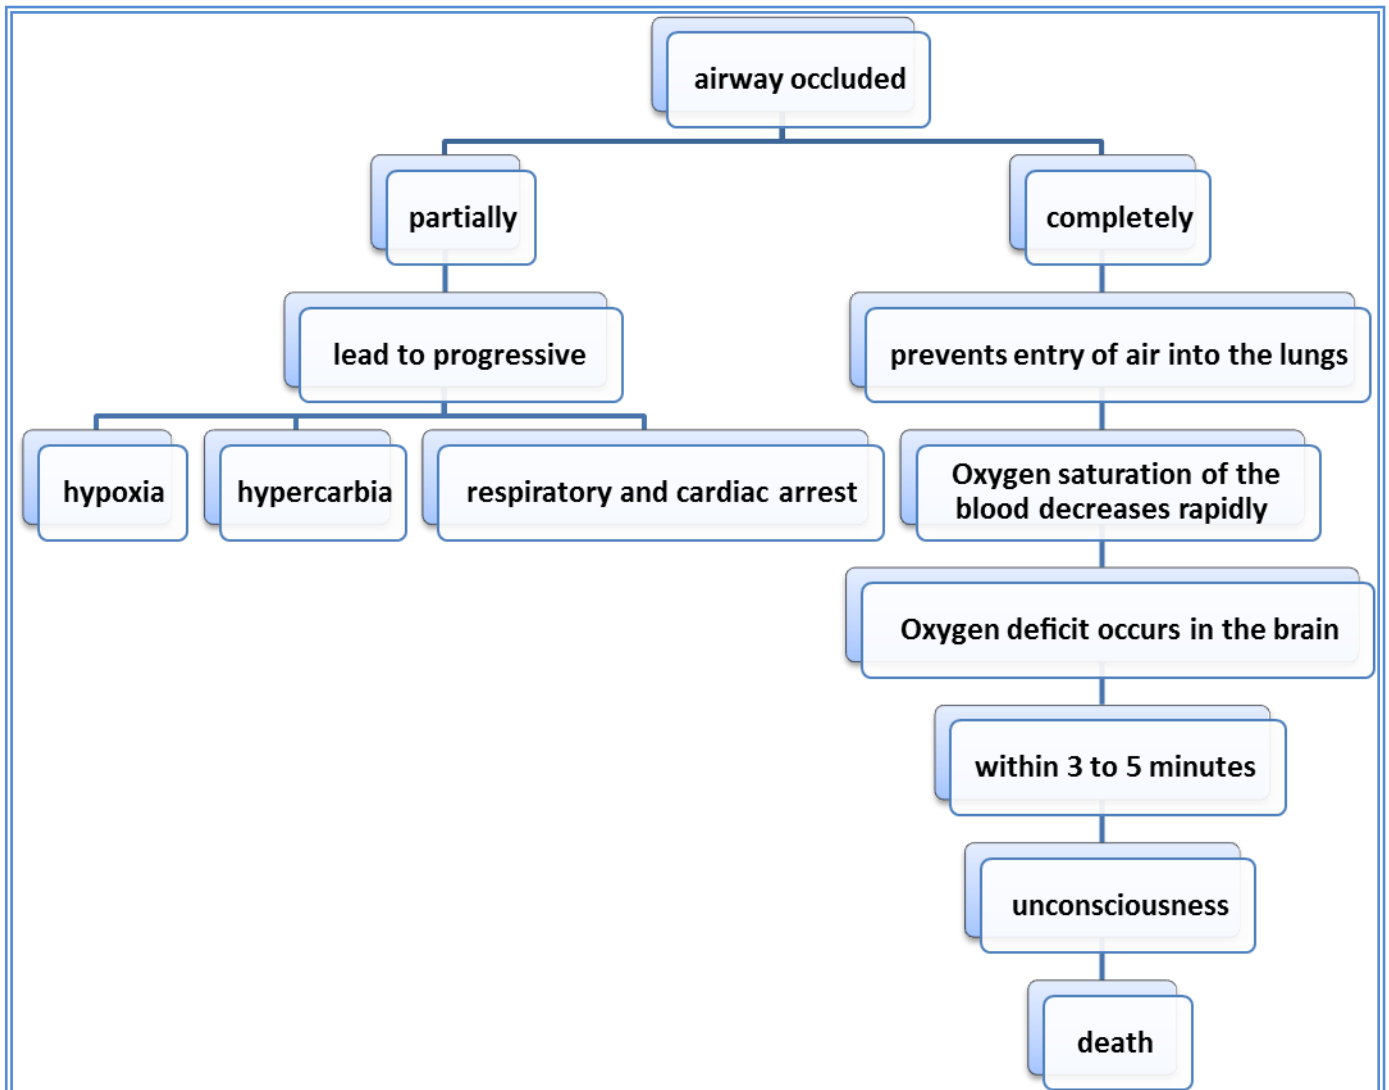 airway occluded
partially
completely
lead to progressive
prevents entry of air into the lungs
hypoxia
hypercarbia
respiratory and cardiac arrest
Oxygen saturation of the
blood decreases rapidly
Oxygen deficit occurs in the brain
within 3 to 5 minutes
unconsciousness
death